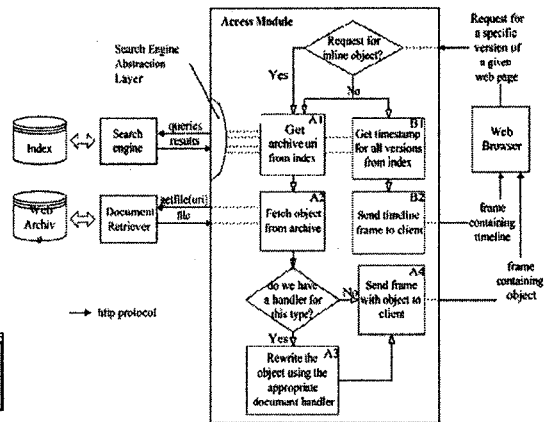 Access Module
Request for
inline object?
Yes
No
Search Engine
Abstraction
Layer
Request for
a specific
version of
a given
web page
Index
Search
engine
queries
results
A1
Get
archive uri
from index
B1
Get timestamp
for all versions
from index
Web
Browser
Web
Archiv
Document
Retriever
getfile(uri)
file
A2
Fetch object
from archive
B2
Send timeline
frame to client
frame
containing
timeline
do we have
a handler for
this type?
No
A4
Send frame
with object to
client
frame
containing
object
http protocol
Yes
A3
Rewrite the
object using the
appropriate
document handler